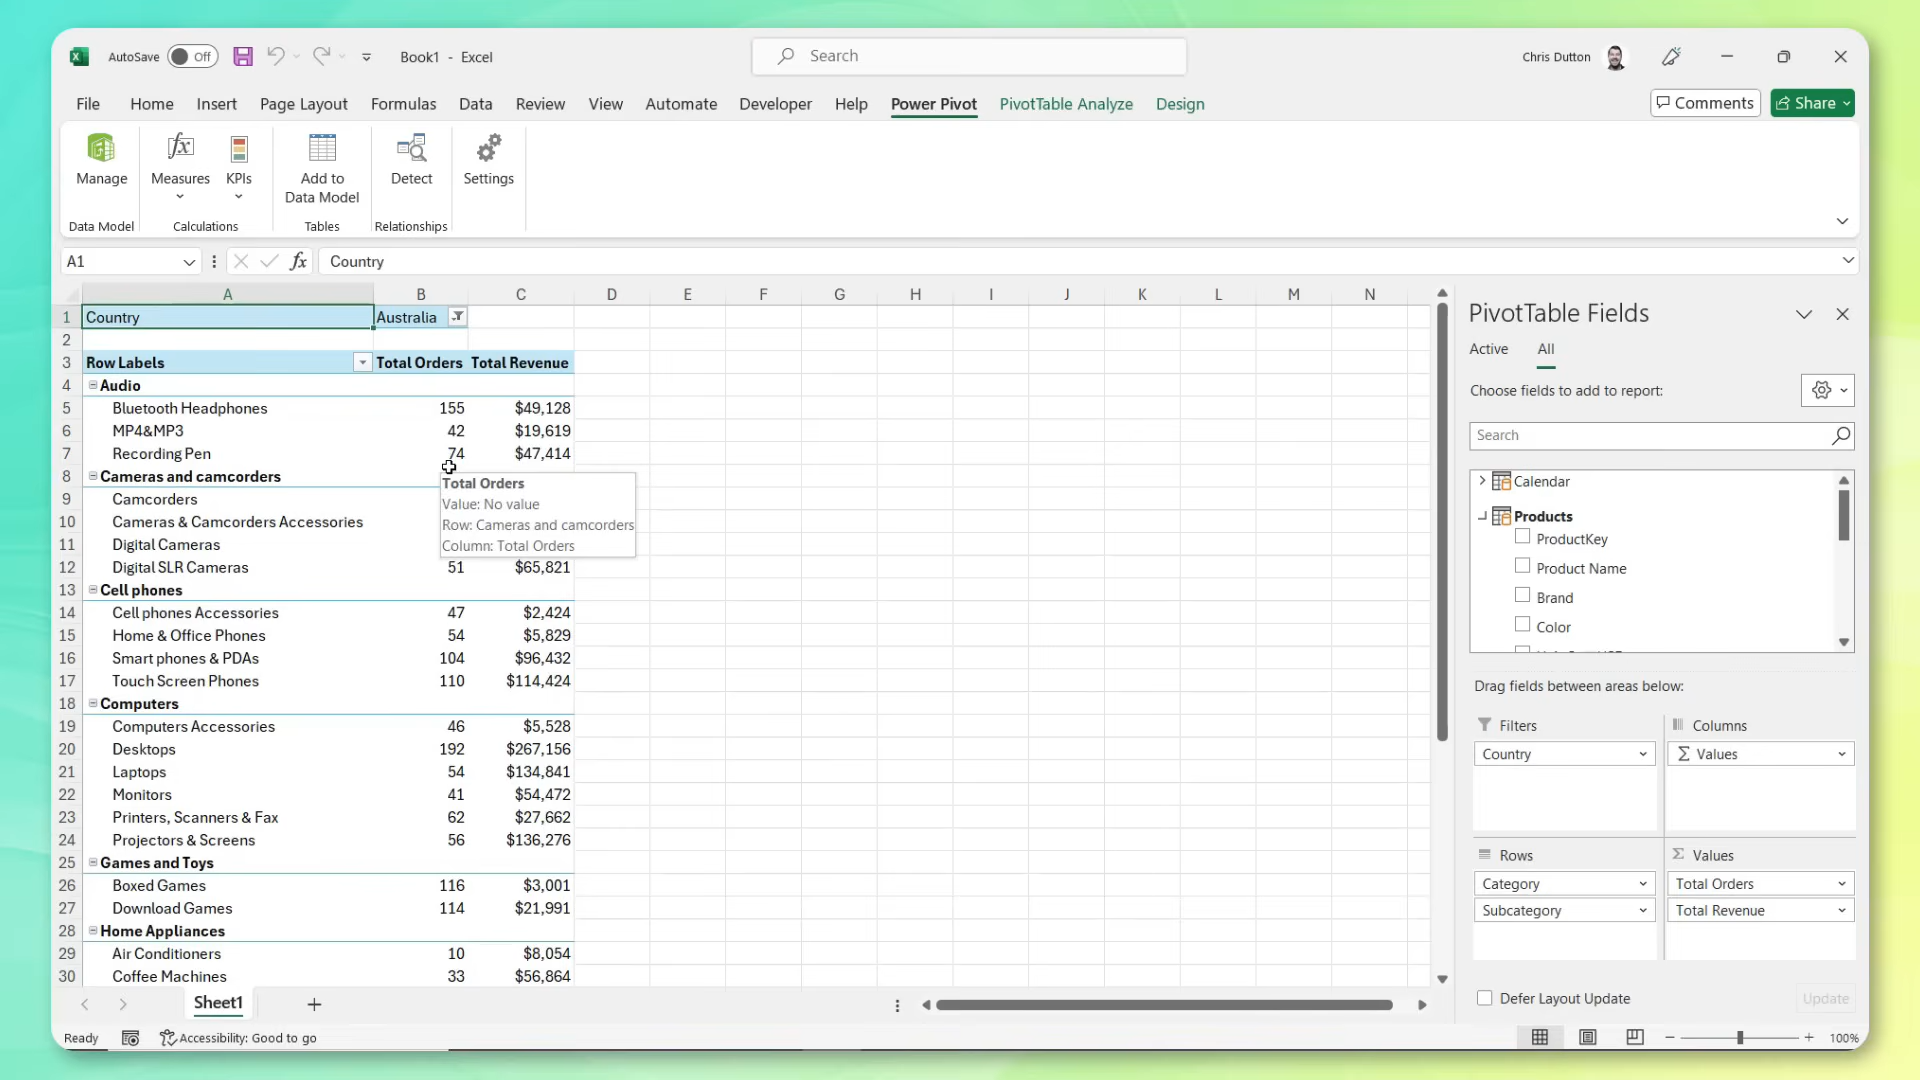 AutoSave Off Book1 - Excel Search Chris Dutton
File Home Insert Page Layout Formulas Data Review View Automate Developer Help Power Pivot PivotTable Analyze Design Comments Share
Manage Measures KPIs Add to Data Model Detect Settings
Data Model Calculations Tables Relationships
A1 fx Country
A B C D E F G H I J K L M N
1 Country Australia
2
3 Row Labels Total Orders Total Revenue
4 Audio
5 Bluetooth Headphones 155 $49,128
6 MP4&MP3 42 $19,619
7 Recording Pen 74 $47,414
8 Cameras and camcorders
9 Camcorders
10 Cameras & Camcorders Accessories
11 Digital Cameras
12 Digital SLR Cameras 51 $65,821
13 Cell phones
14 Cell phones Accessories 47 $2,424
15 Home & Office Phones 54 $5,829
16 Smart phones & PDAs 104 $96,432
17 Touch Screen Phones 110 $114,424
18 Computers
19 Computers Accessories 46 $5,528
20 Desktops 192 $267,156
21 Laptops 54 $134,841
22 Monitors 41 $54,472
23 Printers, Scanners & Fax 62 $27,662
24 Projectors & Screens 56 $136,276
25 Games and Toys
26 Boxed Games 116 $3,001
27 Download Games 114 $21,991
28 Home Appliances
29 Air Conditioners 10 $8,054
30 Coffee Machines 33 $56,864
Total Orders
Value: No value
Row: Cameras and camcorders
Column: Total Orders
PivotTable Fields
Active All
Choose fields to add to report:
Search
Calendar
Products
ProductKey
Product Name
Brand
Color
Drag fields between areas below:
Filters Columns
Country Σ Values
Rows Σ Values
Category Total Orders
Subcategory Total Revenue
Defer Layout Update Update
Sheet1
Ready Accessibility: Good to go 100%